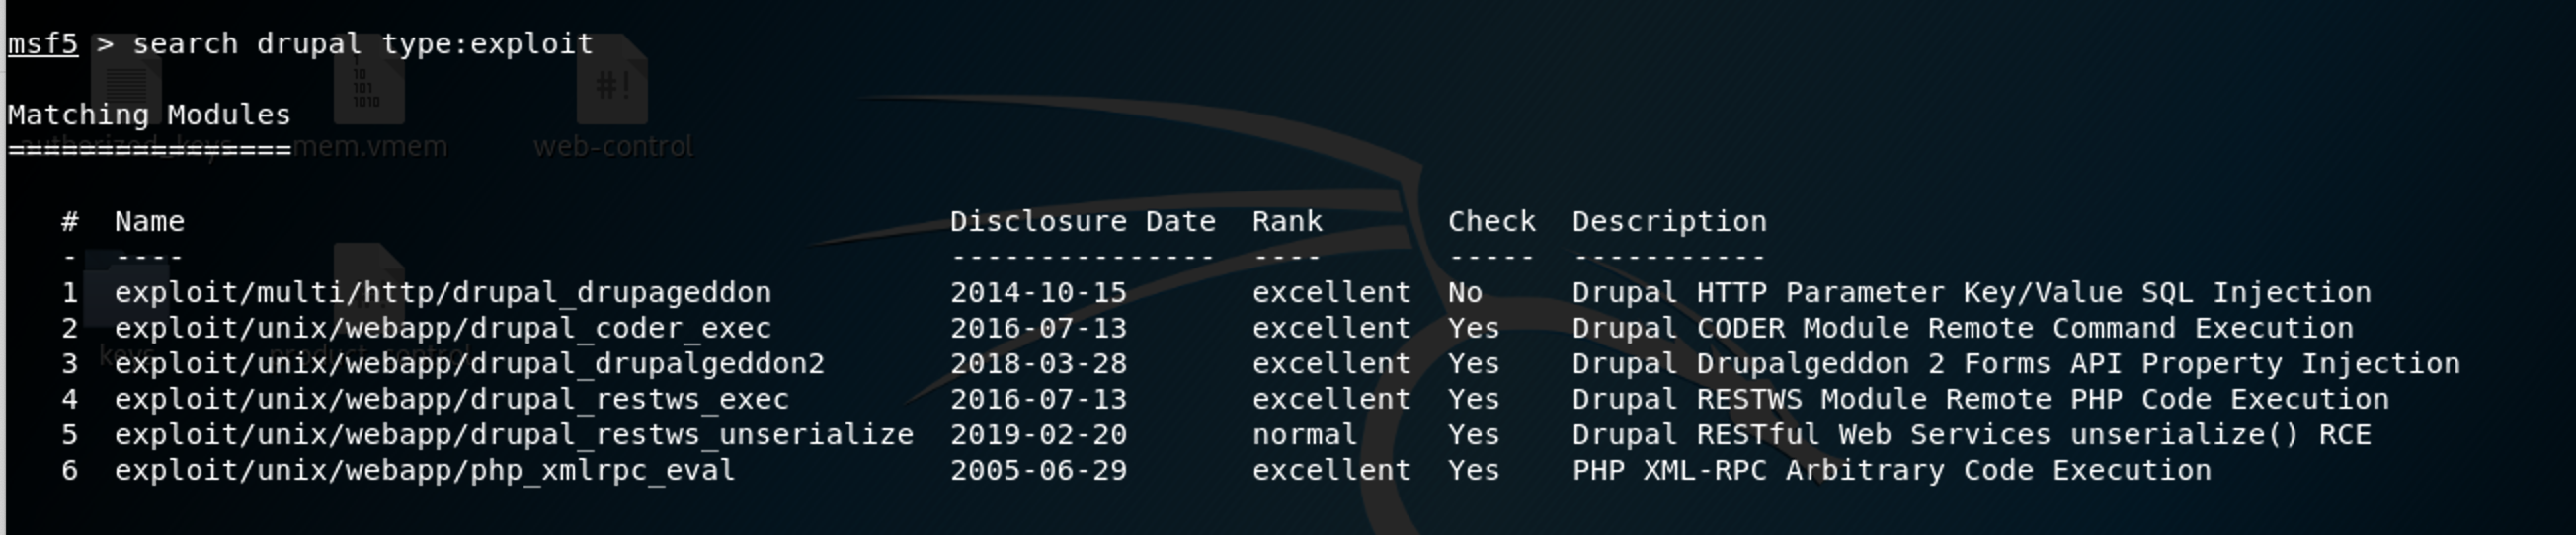 msf5 > search drupal type:exploit
Matching Modules
================
authorized_keys mem.vmem web-control
# Name Disclosure Date Rank Check Description
- ---- --------------- ---- ----- -----------
1 exploit/multi/http/drupal_drupageddon 2014-10-15 excellent No Drupal HTTP Parameter Key/Value SQL Injection
2 exploit/unix/webapp/drupal_coder_exec 2016-07-13 excellent Yes Drupal CODER Module Remote Command Execution
3 exploit/unix/webapp/drupal_drupalgeddon2 2018-03-28 excellent Yes Drupal Drupalgeddon 2 Forms API Property Injection
keys product_control
4 exploit/unix/webapp/drupal_restws_exec 2016-07-13 excellent Yes Drupal RESTWS Module Remote PHP Code Execution
5 exploit/unix/webapp/drupal_restws_unserialize 2019-02-20 normal Yes Drupal RESTful Web Services unserialize() RCE
6 exploit/unix/webapp/php_xmlrpc_eval 2005-06-29 excellent Yes PHP XML-RPC Arbitrary Code Execution